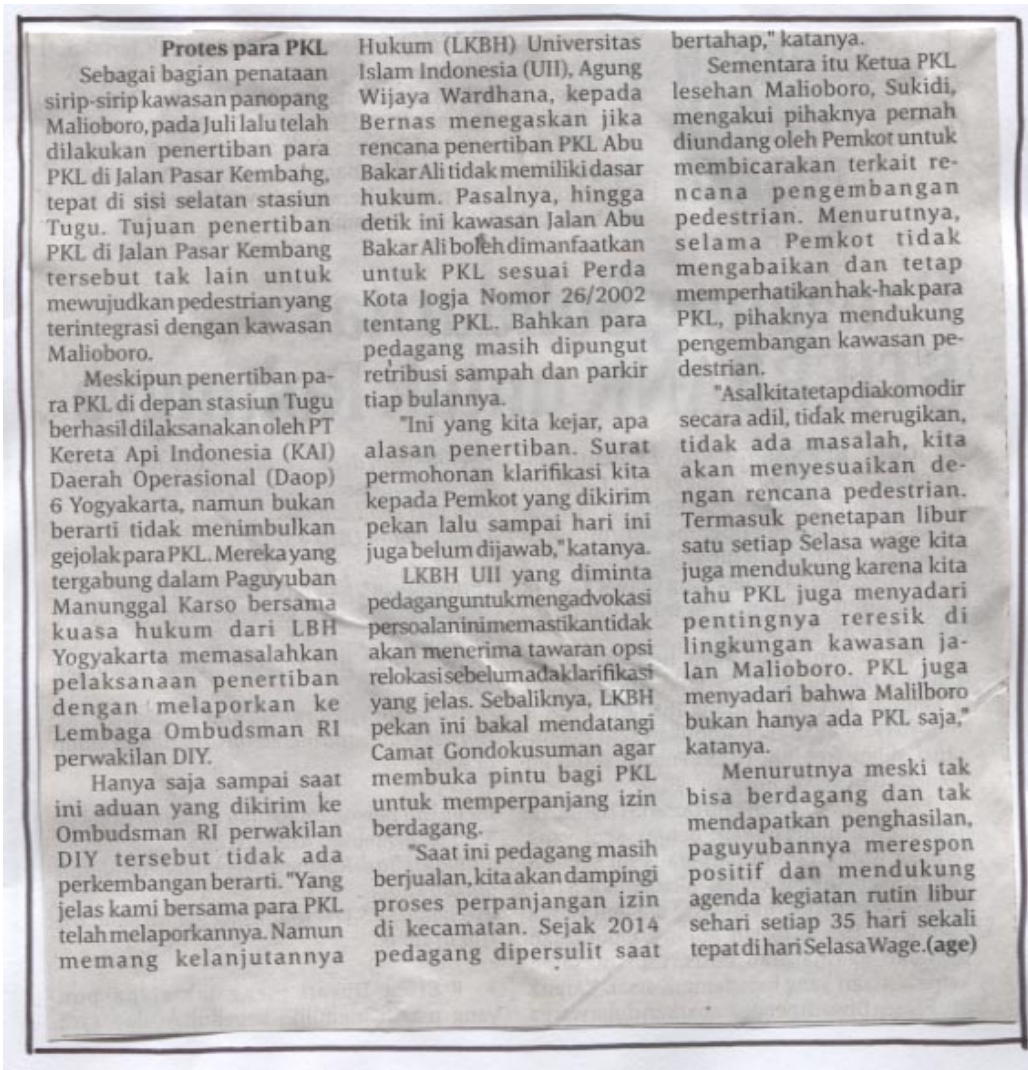 Protes para PKL
Sebagai bagian penataan
sirip-sirip kawasan panopang
Malioboro, pada Juli lalu telah
dilakukan penertiban para
PKL di Jalan Pasar Kembang,
tepat di sisi selatan stasiun
Tugu. Tujuan penertiban
PKL di Jalan Pasar Kembang
tersebut tak lain untuk
mewujudkan pedestrian yang
terintegrasi dengan kawasan
Malioboro.
Meskipun penertiban pa-
ra PKL di depan stasiun Tugu
berhasil dilaksanakan oleh PT
Kereta Api Indonesia (KAI)
Daerah Operasional (Daop)
6 Yogyakarta, namun bukan
berarti tidak menimbulkan
gejolak para PKL. Mereka yang
tergabung dalam Paguyuban
Manunggal Karso bersama
kuasa hukum dari LBH
Yogyakarta memasalahkan
pelaksanaan penertiban
dengan melaporkan ke
Lembaga Ombudsman RI
perwakilan DIY.
Hanya saja sampai saat
ini aduan yang dikirim ke
Ombudsman RI perwakilan
DIY tersebut tidak ada
perkembangan berarti. "Yang
jelas kami bersama para PKL
telah melaporkannya. Namun
memang kelanjutannya
Hukum (LKBH) Universitas
Islam Indonesia (UII), Agung
Wijaya Wardhana, kepada
Bernas menegaskan jika
rencana penertiban PKL Abu
Bakar Ali tidak memiliki dasar
hukum. Pasalnya, hingga
detik ini kawasan Jalan Abu
Bakar Ali boleh dimanfaatkan
untuk PKL sesuai Perda
Kota Jogja Nomor 26/2002
tentang PKL. Bahkan para
pedagang masih dipungut
retribusi sampah dan parkir
tiap bulannya.
"Ini yang kita kejar, apa
alasan penertiban. Surat
permohonan klarifikasi kita
kepada Pemkot yang dikirim
pekan lalu sampai hari ini
juga belum dijawab," katanya.
LKBH UII yang diminta
pedagang untuk mengadvokasi
persoalan ini memastikan tidak
akan menerima tawaran opsi
relokasi sebelum ada klarifikasi
yang jelas. Sebaliknya, LKBH
pekan ini bakal mendatangi
Camat Gondokusuman agar
membuka pintu bagi PKL
untuk memperpanjang izin
berdagang.
"Saat ini pedagang masih
berjualan, kita akan dampingi
proses perpanjangan izin
di kecamatan. Sejak 2014
pedagang dipersulit saat
bertahap," katanya.
Sementara itu Ketua PKL
lesehan Malioboro, Sukidi,
mengakui pihaknya pernah
diundang oleh Pemkot untuk
membicarakan terkait re-
ncana pengembangan
pedestrian. Menurutnya,
selama Pemkot tidak
mengabaikan dan tetap
memperhatikan hak-hak para
PKL, pihaknya mendukung
pengembangan kawasan pe-
destrian.
"Asal kita tetap diakomodir
secara adil, tidak merugikan,
tidak ada masalah, kita
akan menyesuaikan de-
ngan rencana pedestrian.
Termasuk penetapan libur
satu setiap Selasa wage kita
juga mendukung karena kita
tahu PKL juga menyadari
pentingnya reresik di
lingkungan kawasan ja-
lan Malioboro. PKL juga
menyadari bahwa Malilboro
bukan hanya ada PKL saja,"
katanya.
Menurutnya meski tak
bisa berdagang dan tak
mendapatkan penghasilan,
paguyubannya merespon
positif dan mendukung
agenda kegiatan rutin libur
sehari setiap 35 hari sekali
tepat di hari Selasa Wage.(age)